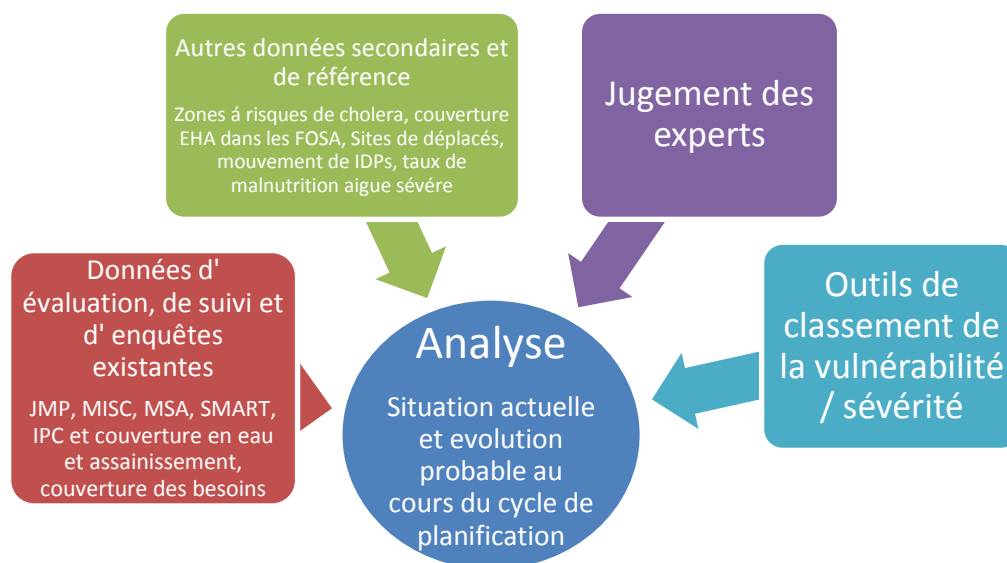 Autres données secondaires et
de référence
Zones á risques de cholera, couverture
EHA dans les FOSA, Sites de déplacés,
mouvement de IDPs, taux de
malnutrition aigue sévére
Jugement des
experts
Données d'
évaluation, de suivi et
d' enquêtes
existantes
JMP, MISC, MSA, SMART,
IPC et couverture en eau
et assainissement,
couverture des besoins
Analyse
Situation actuelle
et evolution
probable au
cours du cycle de
planification
Outils de
classement de
la vulnérabilité
/ sévérité